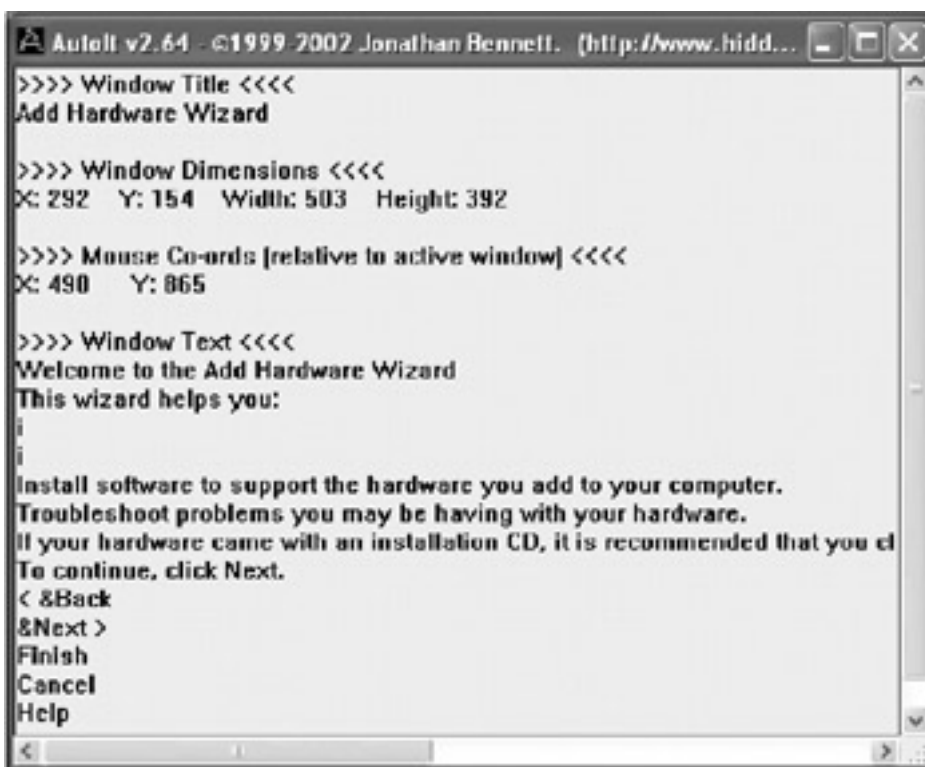 AutoIt v2.64 - ©1999-2002 Jonathan Bennett. (http://www.hidd...
>>>> Window Title <<<<
Add Hardware Wizard
>>>> Window Dimensions <<<<
X: 292 Y: 154 Width: 503 Height: 392
>>>> Mouse Co-ords (relative to active window) <<<<
X: 490 Y: 865
>>>> Window Text <<<<
Welcome to the Add Hardware Wizard
This wizard helps you:
i
i
Install software to support the hardware you add to your computer.
Troubleshoot problems you may be having with your hardware.
If your hardware came with an installation CD, it is recommended that you cl
To continue, click Next.
< &Back
&Next >
Finish
Cancel
Help